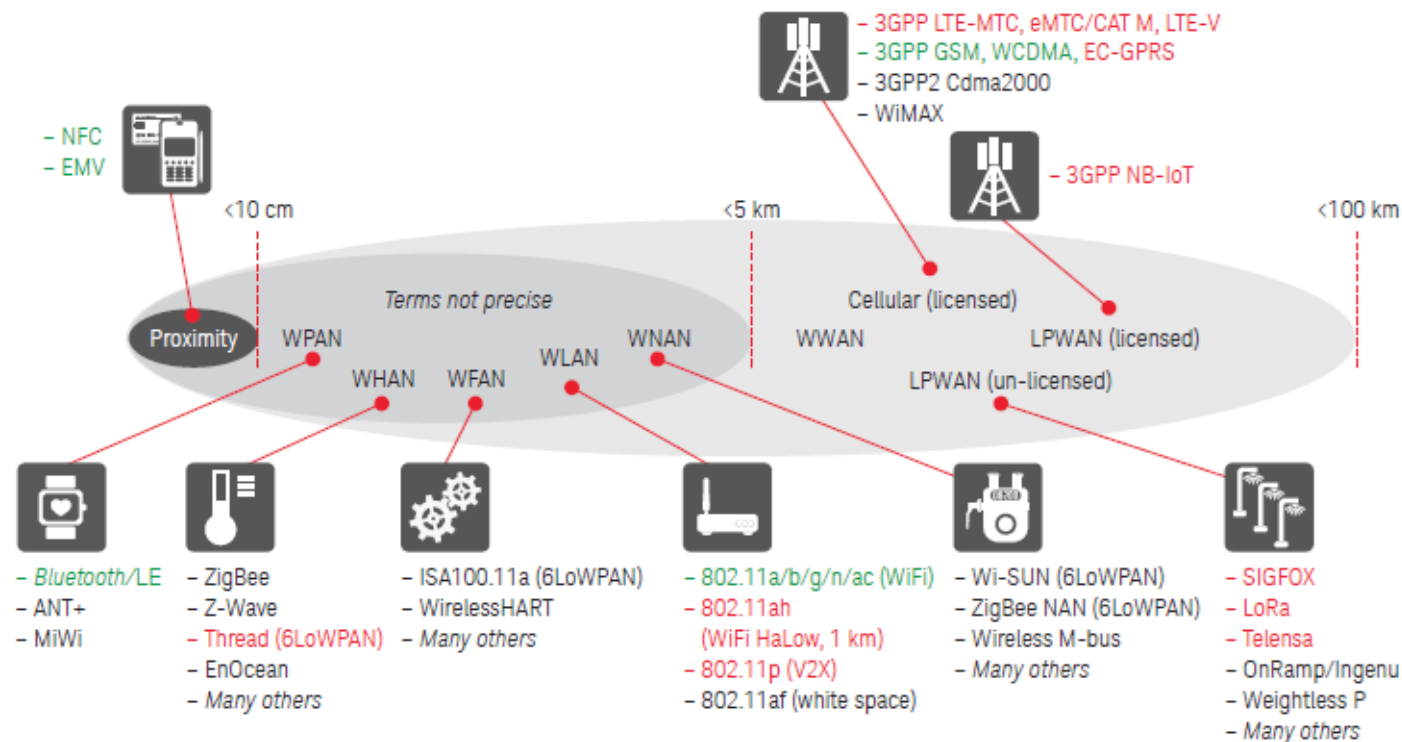 – 3GPP LTE-MTC, eMTC/CAT M, LTE-V
– 3GPP GSM, WCDMA, EC-GPRS
– 3GPP2 Cdma2000
– WiMAX
– NFC
– EMV
– 3GPP NB-IoT
<10 cm
<5 km
<100 km
Terms not precise
Cellular (licensed)
Proximity
WPAN
WHAN
WFAN
WLAN
WNAN
WWAN
LPWAN (licensed)
LPWAN (un-licensed)
– Bluetooth/LE
– ANT+
– MiWi
– ZigBee
– Z-Wave
– Thread (6LoWPAN)
– EnOcean
– Many others
– ISA100.11a (6LoWPAN)
– WirelessHART
– Many others
– 802.11a/b/g/n/ac (WiFi)
– 802.11ah
(WiFi HaLow, 1 km)
– 802.11p (V2X)
– 802.11af (white space)
– Wi-SUN (6LoWPAN)
– ZigBee NAN (6LoWPAN)
– Wireless M-bus
– Many others
– SIGFOX
– LoRa
– Telensa
– OnRamp/Ingenu
– Weightless P
– Many others